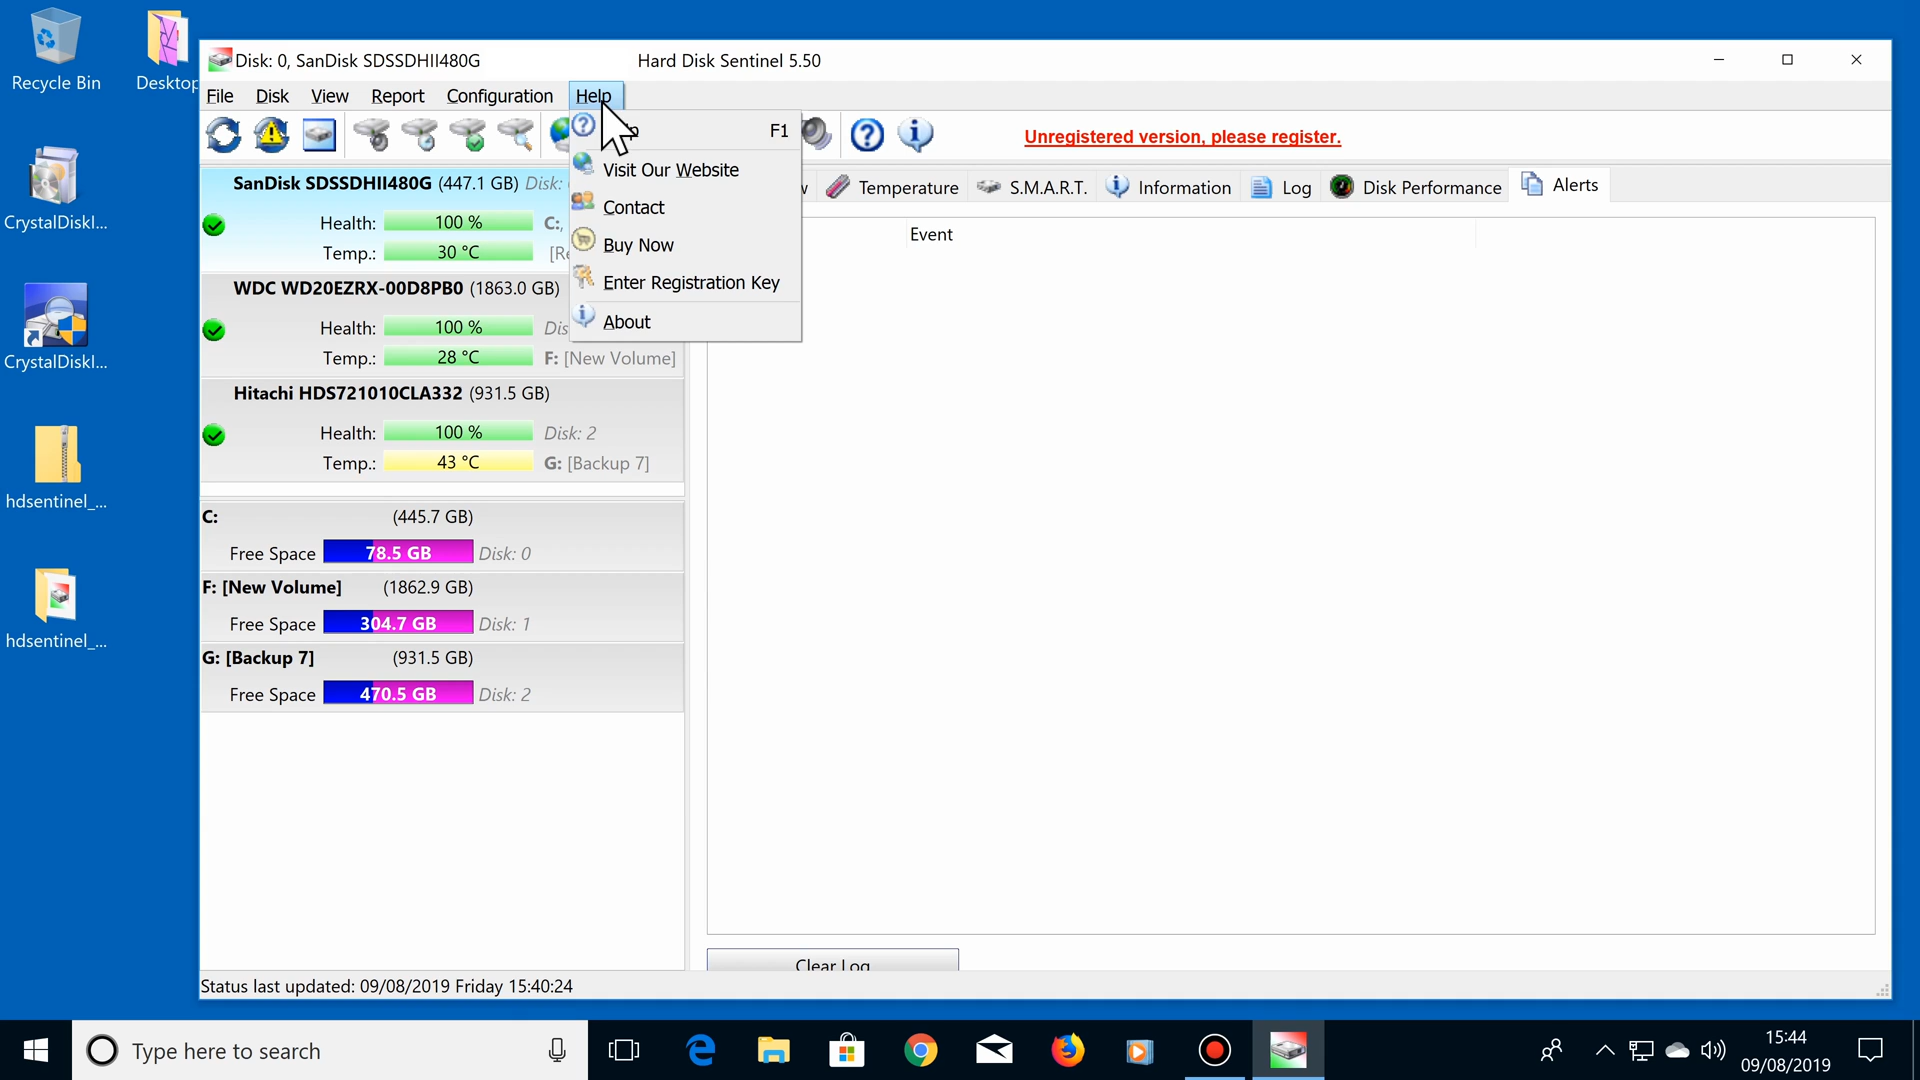 Recycle Bin
Desktop
CrystalDiskI...
CrystalDiskI...
hdsentinel_...
hdsentinel_...
Disk: 0, SanDisk SDSSDHII480G
Hard Disk Sentinel 5.50
File Disk View Report Configuration Help
Unregistered version, please register.
F1
Visit Our Website
Contact
Buy Now
Enter Registration Key
About
Temperature S.M.A.R.T. Information Log Disk Performance Alerts
Event
SanDisk SDSSDHII480G (447.1 GB) Disk:
Health: 100 % C:,
Temp.: 30 °C [Re
WDC WD20EZRX-00D8PB0 (1863.0 GB)
Health: 100 % Dis
Temp.: 28 °C F: [New Volume]
Hitachi HDS721010CLA332 (931.5 GB)
Health: 100 % Disk: 2
Temp.: 43 °C G: [Backup 7]
C: (445.7 GB)
Free Space 78.5 GB Disk: 0
F: [New Volume] (1862.9 GB)
Free Space 304.7 GB Disk: 1
G: [Backup 7] (931.5 GB)
Free Space 470.5 GB Disk: 2
Clear Log
Status last updated: 09/08/2019 Friday 15:40:24
Type here to search
15:44
09/08/2019